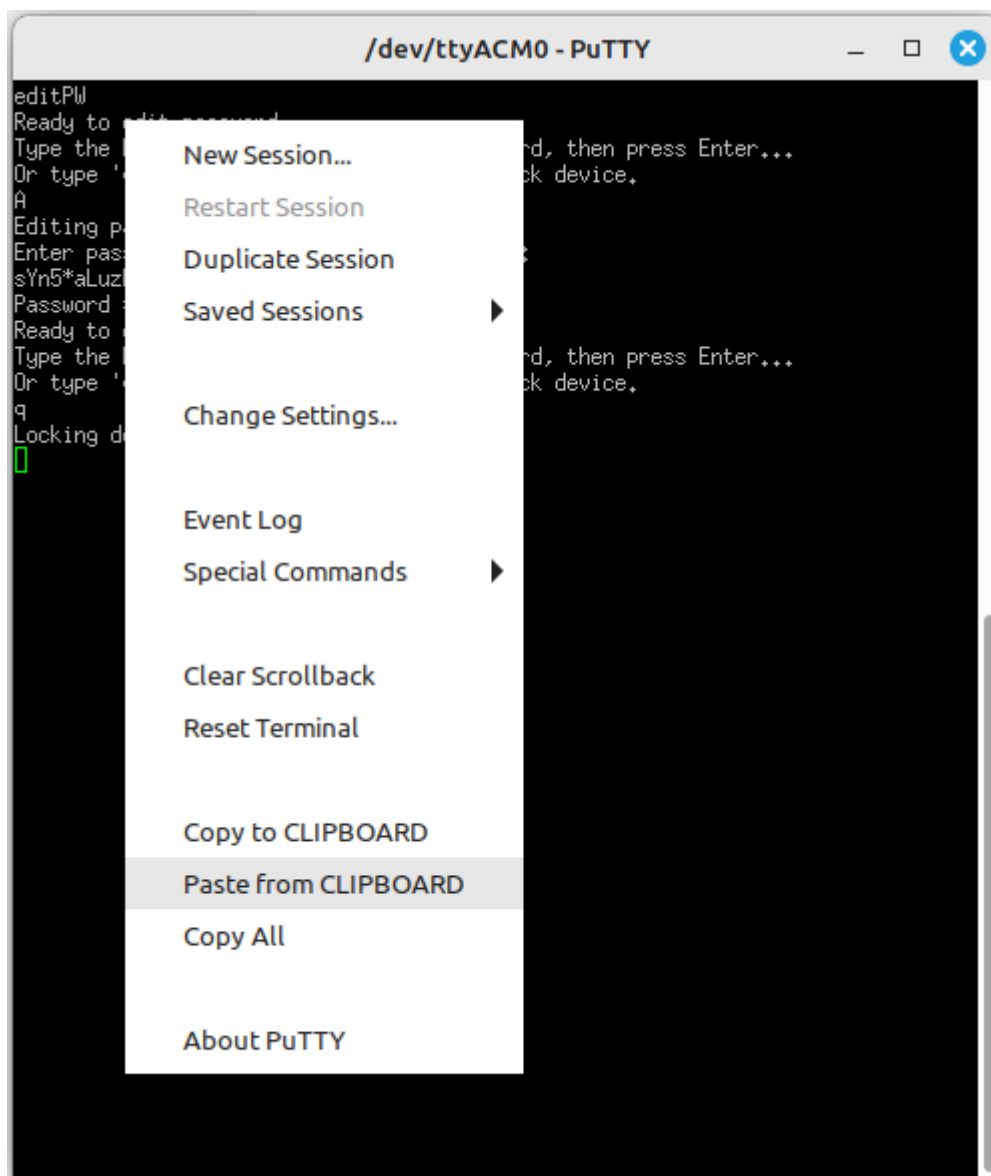 /dev/ttyACM0 - PuTTY
editPW
Ready to
Type the rd, then press Enter...
Or type ' ck device.
A
Editing
Enter
sYn5*aLuz
Password
Ready to
Type the rd, then press Enter...
Or type ' ck device.
q
Locking
New Session...
Restart Session
Duplicate Session
Saved Sessions
Change Settings...
Event Log
Special Commands
Clear Scrollback
Reset Terminal
Copy to CLIPBOARD
Paste from CLIPBOARD
Copy All
About PuTTY